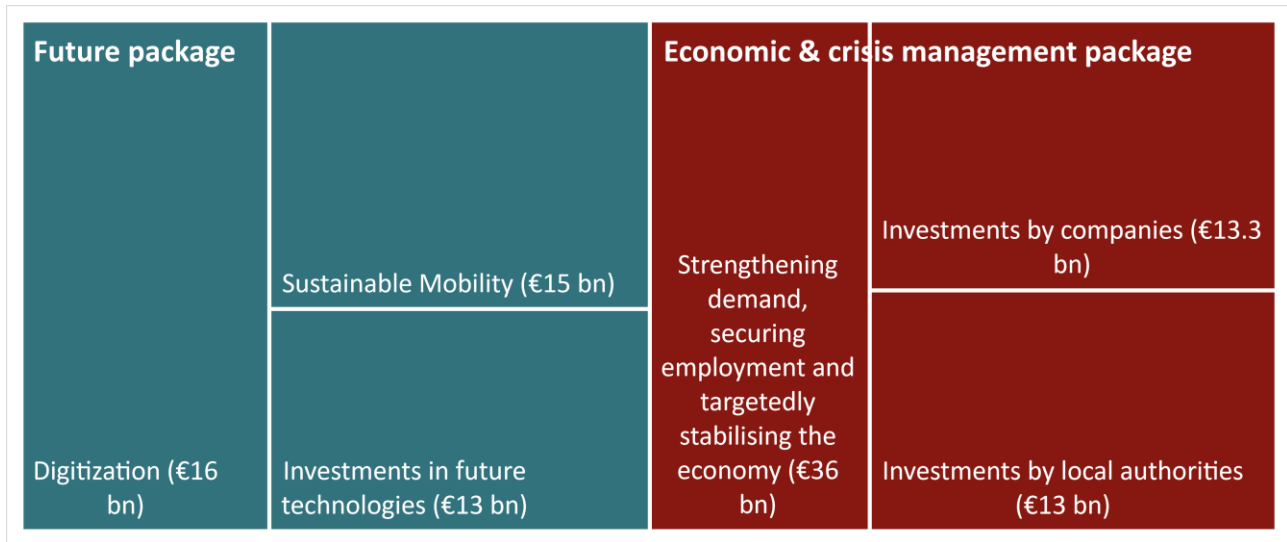 Future package
Digitization (€16
bn)
Sustainable Mobility (€15 bn)
Investments in future
technologies (€13 bn)
Economic & crisis management package
Strengthening
demand,
securing
employment and
targetedly
stabilising the
economy (€36
bn)
Investments by companies (€13.3
bn)
Investments by local authorities
(€13 bn)